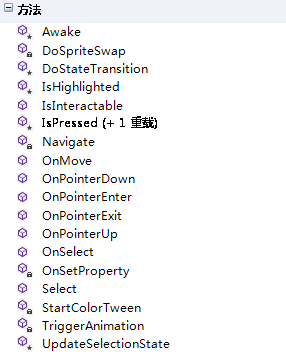 方法
Awake
DoSpriteSwap
DoStateTransition
IsHighlighted
IsInteractable
IsPressed (+ 1 重载)
Navigate
OnMove
OnPointerDown
OnPointerEnter
OnPointerExit
OnPointerUp
OnSelect
OnSetProperty
Select
StartColorTween
TriggerAnimation
UpdateSelectionState